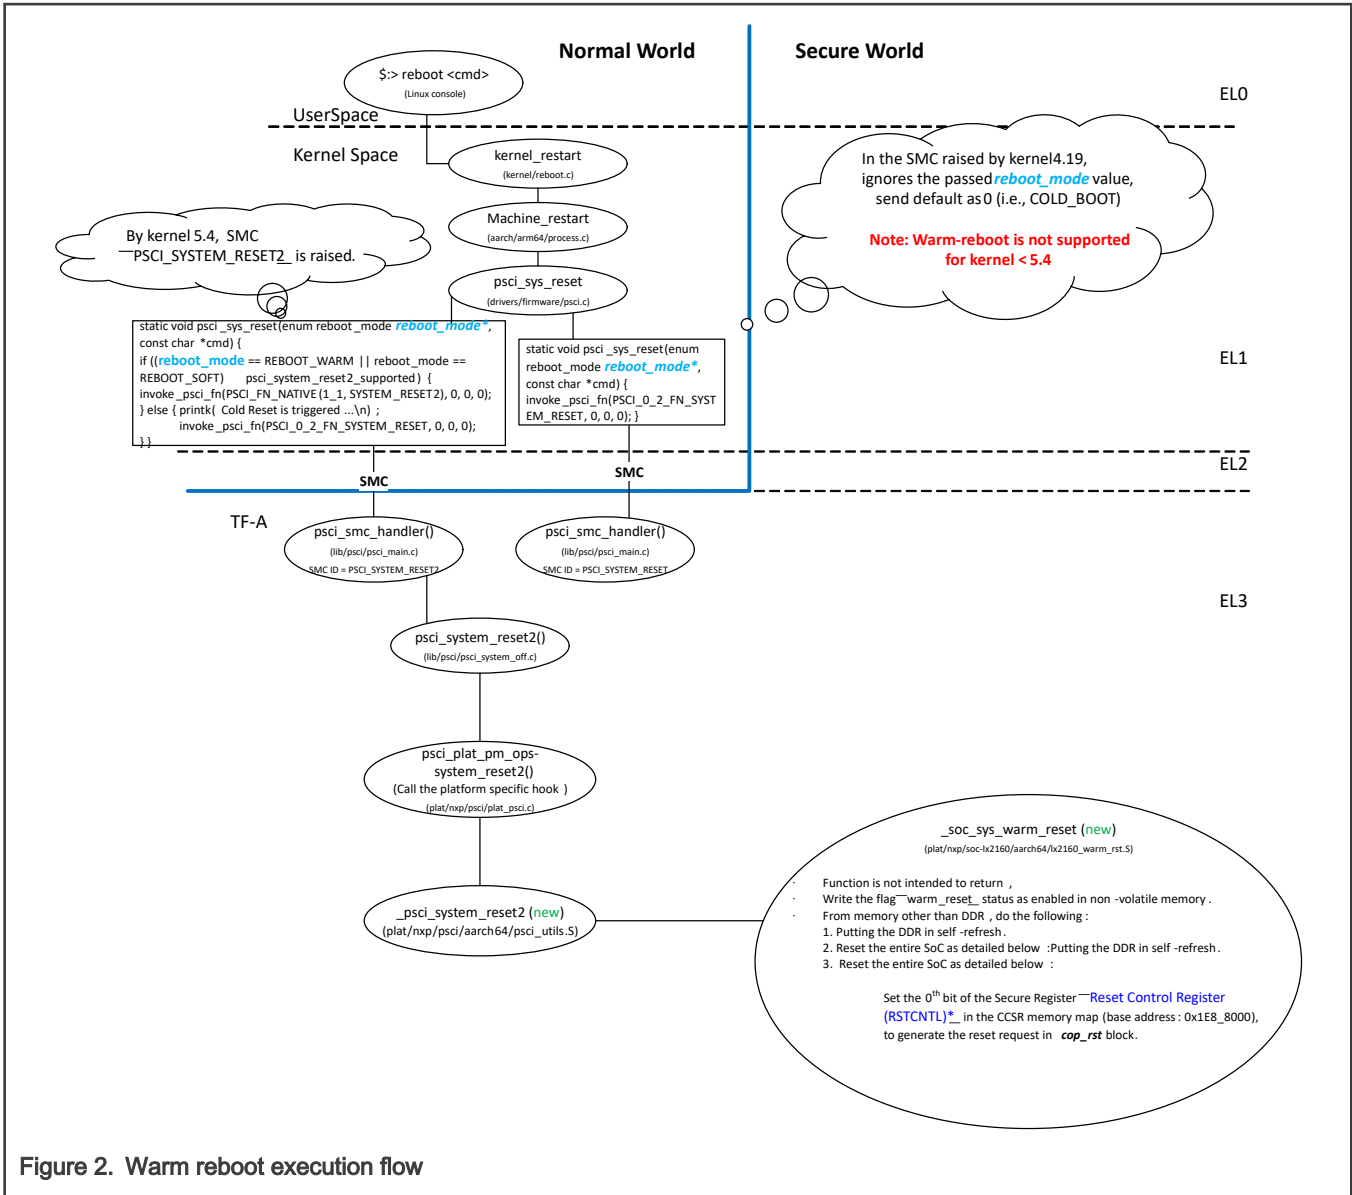 Normal World
Secure World
$:> reboot <cmd>
(Linux console)
EL0
UserSpace
Kernel Space
kernel_restart
(kernel/reboot.c)
In the SMC raised by kernel4.19,
ignores the passed reboot_mode value,
send default as 0 (i.e., COLD_BOOT)
Note: Warm-reboot is not supported
for kernel < 5.4
Machine_restart
(aarch/arm64/process.c)
By kernel 5.4, SMC
PSCI_SYSTEM_RESET2_ is raised.
psci_sys_reset
(drivers/firmware/psci.c)
static void psci_sys_reset(enum reboot_mode reboot_mode*,
const char *cmd) {
if ((reboot_mode == REBOOT_WARM || reboot_mode ==
REBOOT_SOFT) psci_system_reset2_supported) {
invoke_psci_fn(PSCI_FN_NATIVE(1_1, SYSTEM_RESET2), 0, 0, 0);
} else { printk( Cold Reset is triggered ...\n) ;
invoke_psci_fn(PSCI_0_2_FN_SYSTEM_RESET, 0, 0, 0);
} }
static void psci_sys_reset(enum
reboot_mode reboot_mode*,
const char *cmd) {
invoke_psci_fn(PSCI_0_2_FN_SYST
EM_RESET, 0, 0, 0); }
EL1
EL2
SMC
SMC
TF-A
psci_smc_handler()
(lib/psci/psci_main.c)
SMC ID = PSCI_SYSTEM_RESET2
psci_smc_handler()
(lib/psci/psci_main.c)
SMC ID = PSCI_SYSTEM_RESET
EL3
psci_system_reset2()
(lib/psci/psci_system_off.c)
psci_plat_pm_ops-
system_reset2()
(Call the platform specific hook )
(plat/nxp/psci/plat_psci.c)
_psci_system_reset2 (new)
(plat/nxp/psci/aarch64/psci_utils.S)
_soc_sys_warm_reset (new)
(plat/nxp/soc-lx2160/aarch64/lx2160_warm_rst.S)
· Function is not intended to return ,
· Write the flag ‾warm_reset_ status as enabled in non -volatile memory .
· From memory other than DDR , do the following :
1. Putting the DDR in self -refresh.
2. Reset the entire SoC as detailed below :Putting the DDR in self -refresh.
3. Reset the entire SoC as detailed below :
Set the 0th bit of the Secure Register ‾Reset Control Register
(RSTCNTL)*_ in the CCSR memory map (base address : 0x1E8_8000),
to generate the reset request in cop_rst block.
Figure 2. Warm reboot execution flow